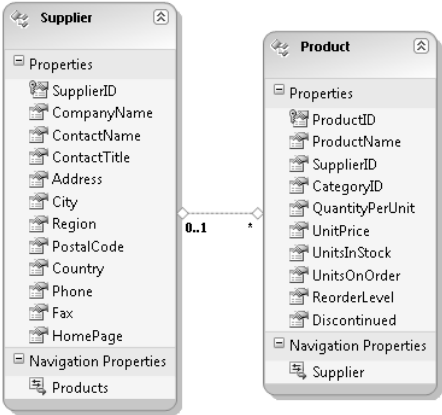 Supplier
Properties
SupplierID
CompanyName
ContactName
ContactTitle
Address
City
Region
PostalCode
Country
Phone
Fax
HomePage
Navigation Properties
Products
0..1
*
Product
Properties
ProductID
ProductName
SupplierID
CategoryID
QuantityPerUnit
UnitPrice
UnitsInStock
UnitsOnOrder
ReorderLevel
Discontinued
Navigation Properties
Supplier